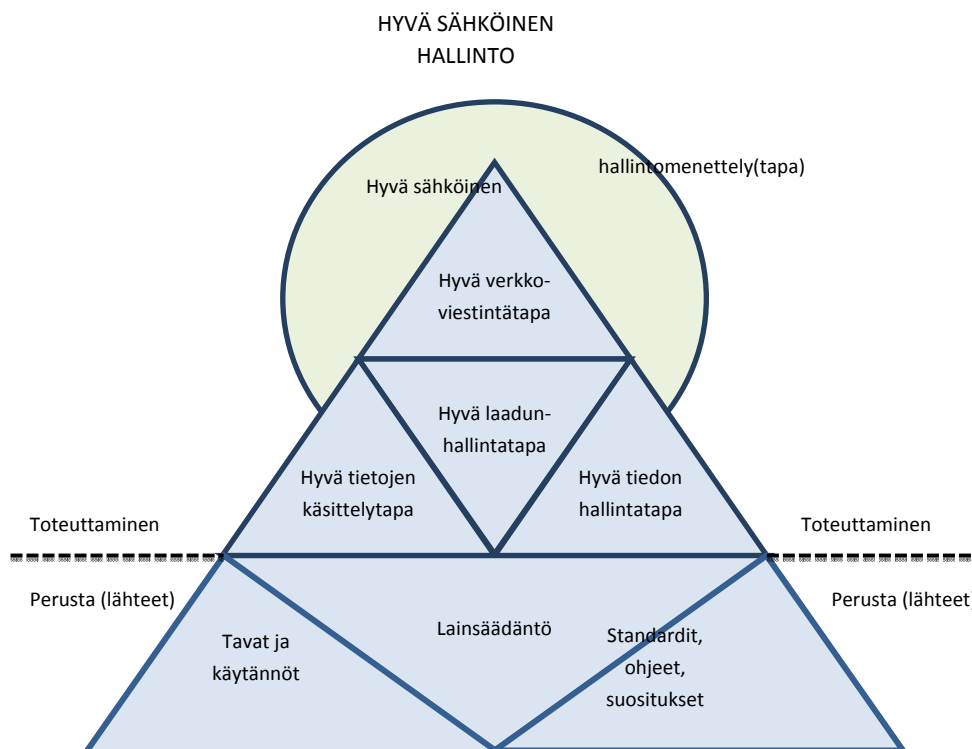 HYVÄ SÄHKÖINEN
HALLINTO
Hyvä sähköinen
hallintomenettely(tapa)
Hyvä verkko-
viestintätapa
Hyvä laadun-
hallintatapa
Hyvä tietojen
käsittelytapa
Hyvä tiedon
hallintatapa
Toteuttaminen
Toteuttaminen
Perusta (lähteet)
Perusta (lähteet)
Tavat ja
käytännöt
Lainsäädäntö
Standardit,
ohjeet,
suositukset